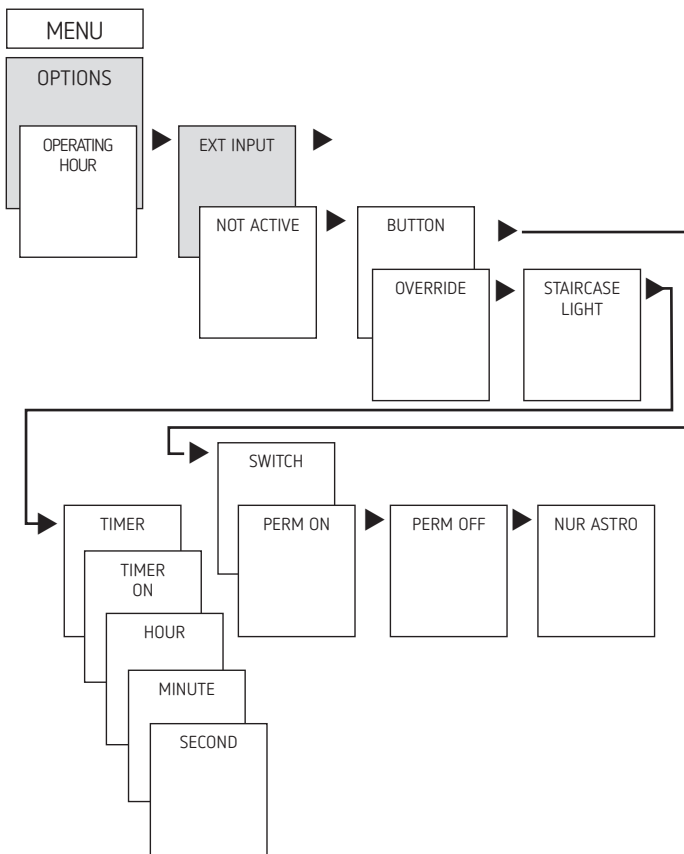 MENU
OPTIONS
OPERATING
HOUR
EXT INPUT
NOT ACTIVE
BUTTON
OVERRIDE
STAIRCASE
LIGHT
SWITCH
PERM ON
PERM OFF
NUR ASTRO
TIMER
TIMER
ON
HOUR
MINUTE
SECOND